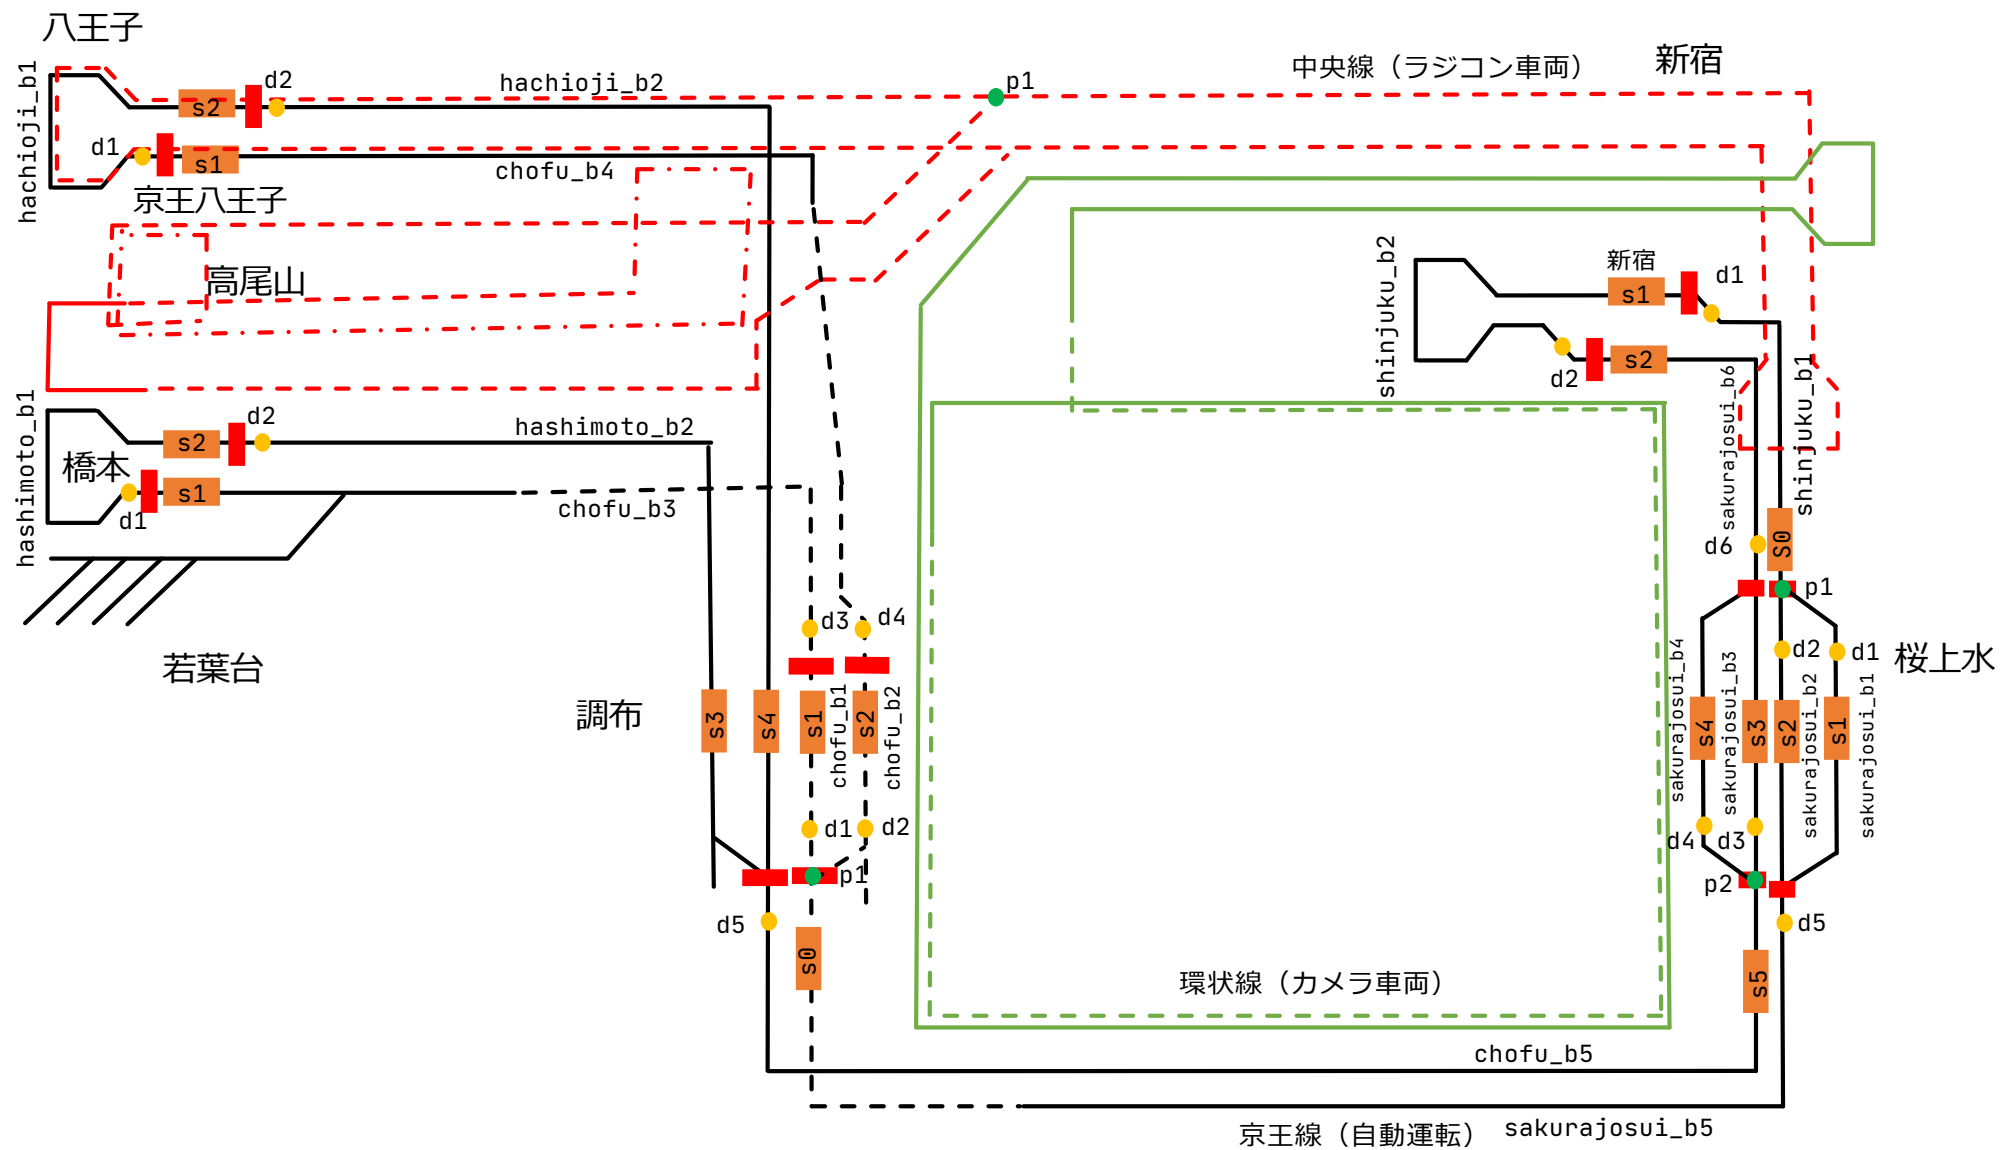 八王子
新宿
中央線（ラジコン車両）
p1
d2
hachioji_b2
s2
hachioji_b1
d1
s1
chofu_b4
京王八王子
高尾山
shinjuku_b2
新宿
s1
d1
s2
d2
shinjuku_b1
sakurajosui_b6
hashimoto_b1
d2
s2
hashimoto_b2
橋本
s1
d1
chofu_b3
若葉台
d6
S0
p1
d3
d4
d2
d1
桜上水
調布
s3
s4
s1
chofu_b1
s2
chofu_b2
sakurajosui_b4
s4
sakurajosui_b3
s3
s2
sakurajosui_b2
s1
sakurajosui_b1
d1
d2
d4
d3
p1
p2
d5
d5
s0
s5
環状線（カメラ車両）
chofu_b5
京王線（自動運転）
sakurajosui_b5